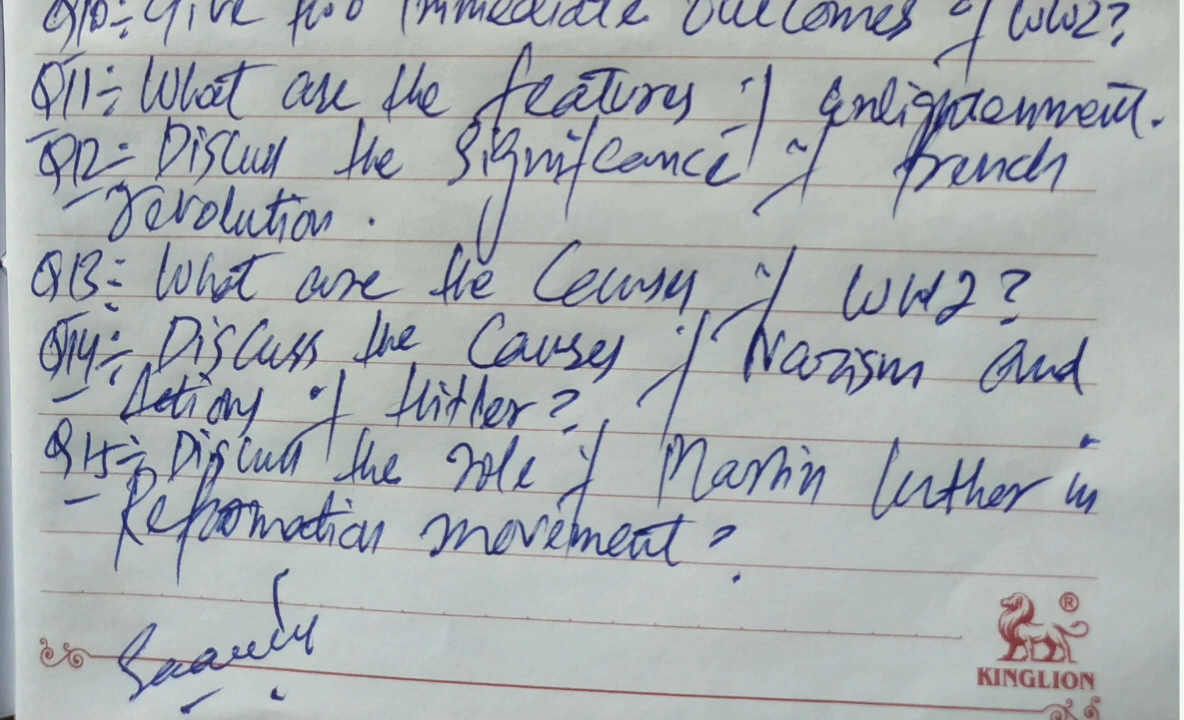 Q10:- Give two immediate outcomes of WW2?
Q11:- What are the features of enlightenment.
Q12:- Discuss the significance of french
revolution.
Q13:- What are the Causes of WW2?
Q14:- Discuss the Causes of Nazism and
Actions of Hitler?
Q15:- Discuss the role of Martin luther in
Reformation movement?
KINGLION
®